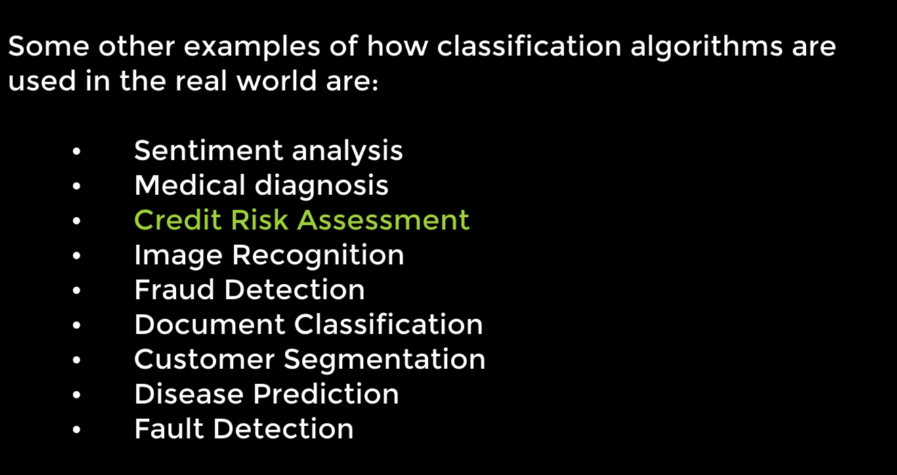 Some other examples of how classification algorithms are
used in the real world are:
• Sentiment analysis
• Medical diagnosis
• Credit Risk Assessment
• Image Recognition
• Fraud Detection
• Document Classification
• Customer Segmentation
• Disease Prediction
• Fault Detection